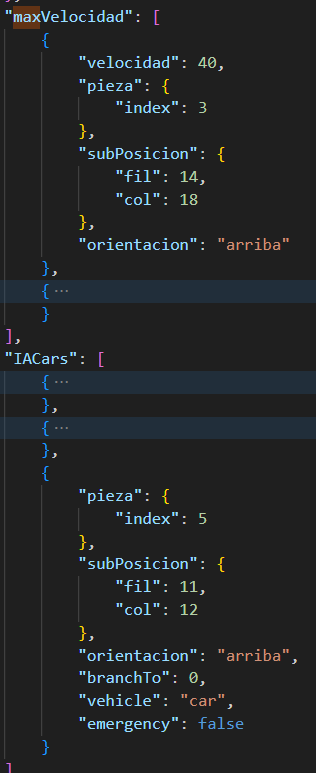 "maxVelocidad": [
{
"velocidad": 40,
"pieza": {
"index": 3
},
"subPosicion": {
"fil": 14,
"col": 18
},
"orientacion": "arriba"
},
{ ···
}
],
"IACars": [
{ ···
},
{ ···
},
{
"pieza": {
"index": 5
},
"subPosicion": {
"fil": 11,
"col": 12
},
"orientacion": "arriba",
"branchTo": 0,
"vehicle": "car",
"emergency": false
}
]